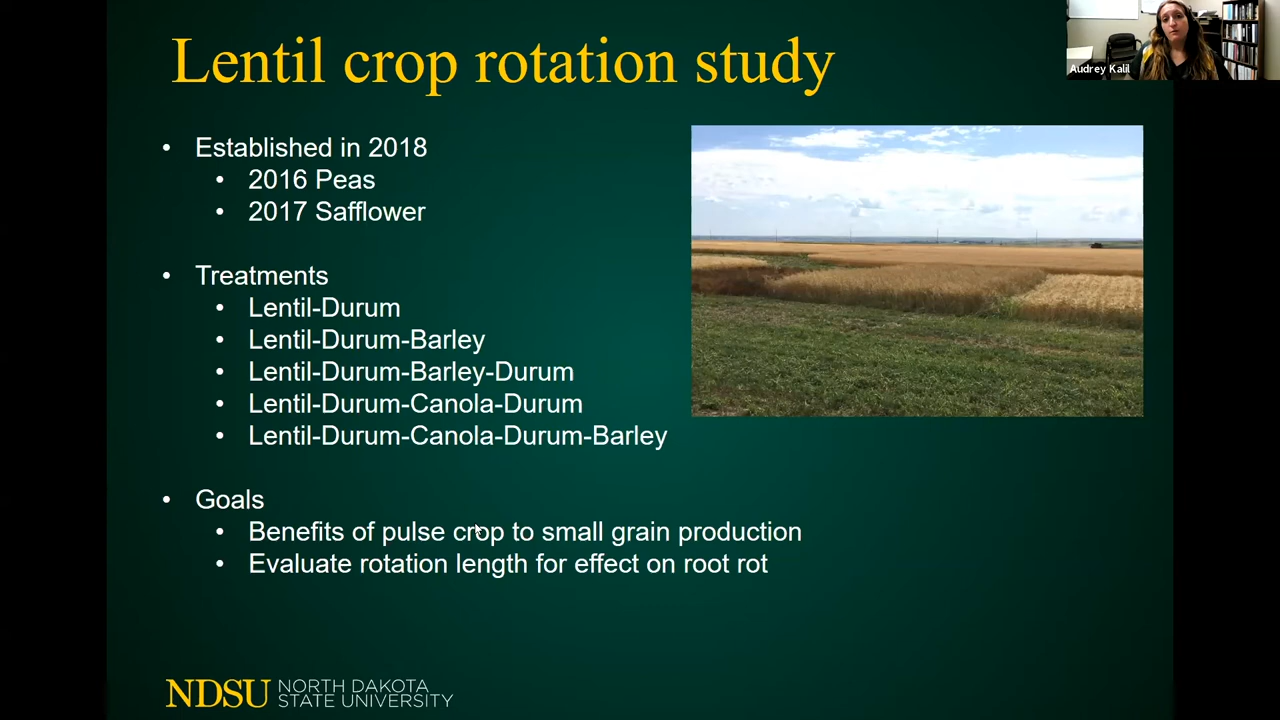 Lentil crop rotation study
Audrey Kalil
• Established in 2018
• 2016 Peas
• 2017 Safflower
• Treatments
• Lentil-Durum
• Lentil-Durum-Barley
• Lentil-Durum-Barley-Durum
• Lentil-Durum-Canola-Durum
• Lentil-Durum-Canola-Durum-Barley
• Goals
• Benefits of pulse crop to small grain production
• Evaluate rotation length for effect on root rot
NDSU NORTH DAKOTA
STATE UNIVERSITY